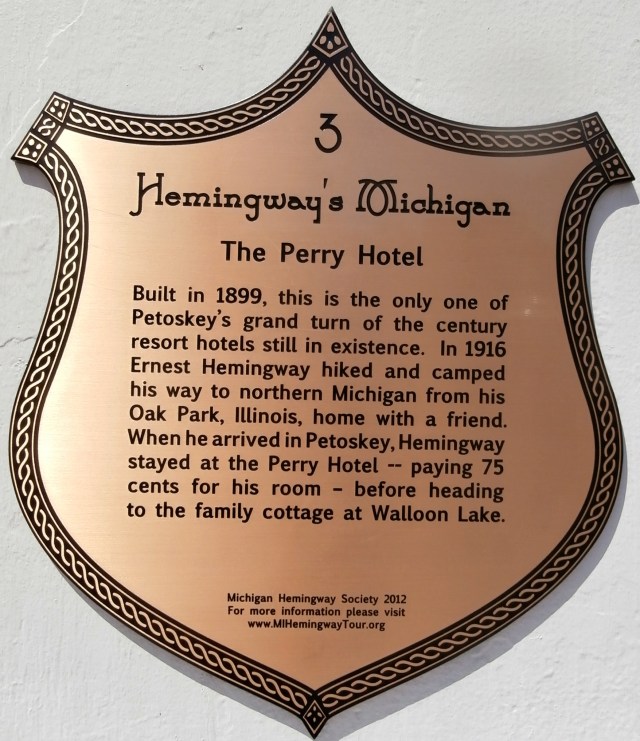 3
Hemingway's Michigan
The Perry Hotel
Built in 1899, this is the only one of
Petoskey's grand turn of the century
resort hotels still in existence. In 1916
Ernest Hemingway hiked and camped
his way to northern Michigan from his
Oak Park, Illinois, home with a friend.
When he arrived in Petoskey, Hemingway
stayed at the Perry Hotel -- paying 75
cents for his room – before heading
to the family cottage at Walloon Lake.
Michigan Hemingway Society 2012
For more information please visit
www.MIHemingwayTour.org